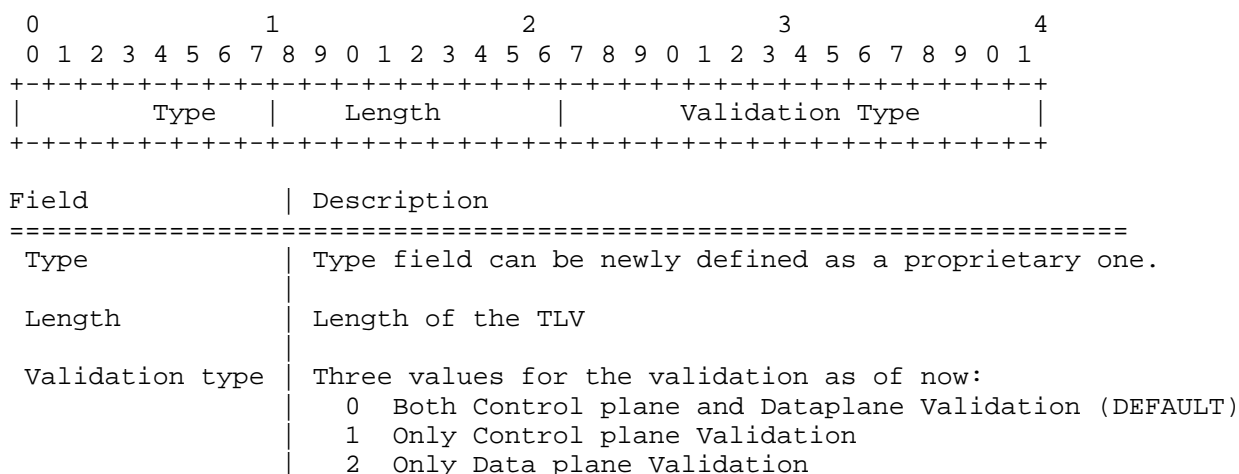 0                   1                   2                   3                   4
 0 1 2 3 4 5 6 7 8 9 0 1 2 3 4 5 6 7 8 9 0 1 2 3 4 5 6 7 8 9 0 1
+-+-+-+-+-+-+-+-+-+-+-+-+-+-+-+-+-+-+-+-+-+-+-+-+-+-+-+-+-+-+-+-+
|        Type   |    Length       |       Validation Type       |
+-+-+-+-+-+-+-+-+-+-+-+-+-+-+-+-+-+-+-+-+-+-+-+-+-+-+-+-+-+-+-+-+
Field            | Description
======================================================================
 Type            | Type field can be newly defined as a proprietary one.
                 |
 Length          | Length of the TLV
                 |
 Validation type | Three values for the validation as of now:
                 |   0  Both Control plane and Dataplane Validation (DEFAULT)
                 |   1  Only Control plane Validation
                 |   2  Only Data plane Validation